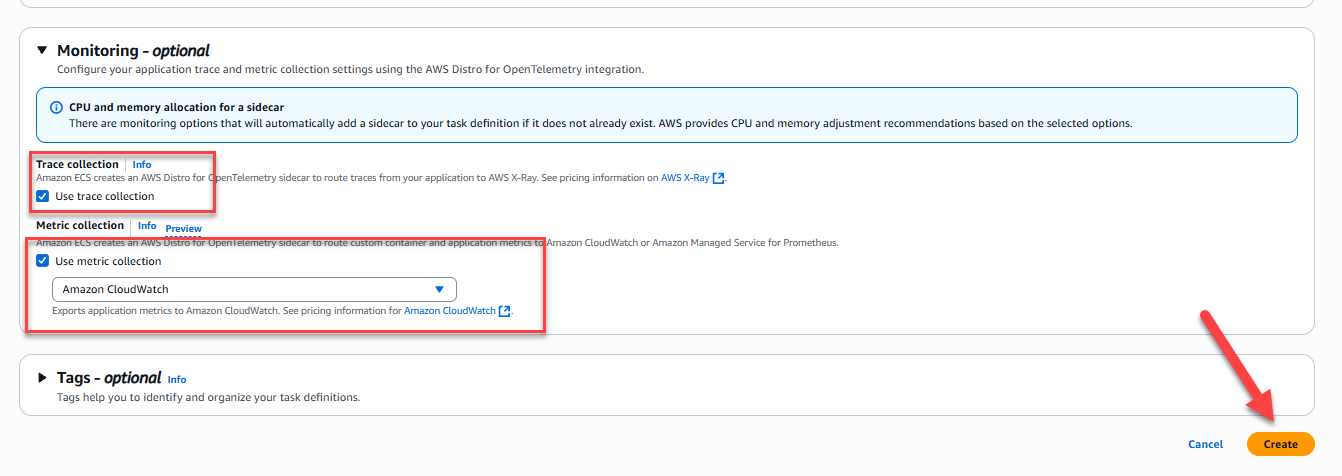 Monitoring - optional
Configure your application trace and metric collection settings using the AWS Distro for OpenTelemetry integration.
CPU and memory allocation for a sidecar
There are monitoring options that will automatically add a sidecar to your task definition if it does not already exist. AWS provides CPU and memory adjustment recommendations based on the selected options.
Trace collection Info
Amazon ECS creates an AWS Distro for OpenTelemetry sidecar to route traces from your application to AWS X-Ray. See pricing information on AWS X-Ray.
Use trace collection
Metric collection Info Preview
Amazon ECS creates an AWS Distro for OpenTelemetry sidecar to route custom container and application metrics to Amazon CloudWatch or Amazon Managed Service for Prometheus.
Use metric collection
Amazon CloudWatch
Exports application metrics to Amazon CloudWatch. See pricing information for Amazon CloudWatch.
Tags - optional Info
Tags help you to identify and organize your task definitions.
Cancel Create